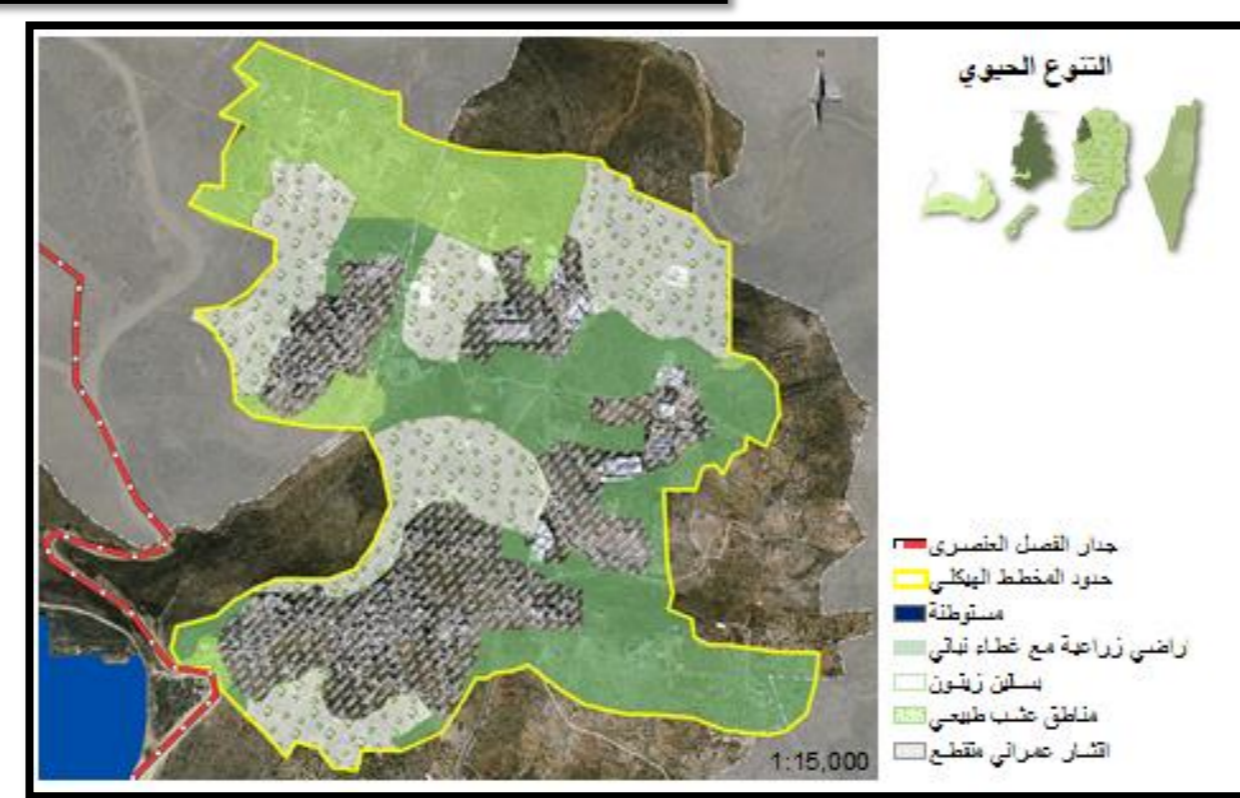 التنوع الحيوي
جدار الفصل العنصري
حدود المخطط الهيكلي
مستوطنة
اراضي زراعية مع غطاء نباتي
بساتين زيتون
مناطق عشب طبيعي
انتشار عمراني متقطع
1:15,000